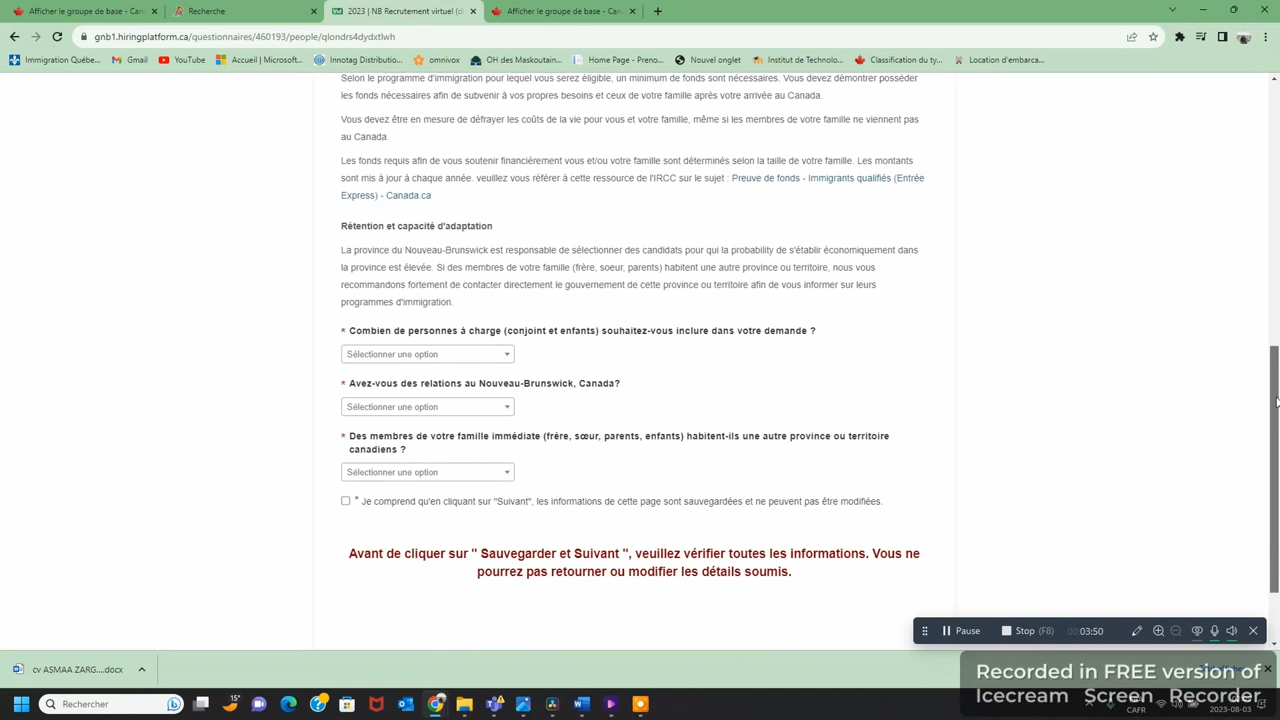 Afficher le groupe de base - Can
Recherche
2023 | NB Recrutement virtuel (d
Afficher le groupe de base - Can
gnb1.hiringplatform.ca/questionnaires/460193/people/qlondrs4dydxtlwh
Immigration Québe...
Gmail
YouTube
Accueil | Microsoft...
Innotag Distributio...
omnivox
OH des Maskoutain...
Home Page - Preno...
Nouvel onglet
Institut de Technolo...
Classification du ty...
Location d'embarca...
Selon le programme d'immigration pour lequel vous serez éligible, un minimum de fonds sont nécessaires. Vous devez démontrer posséder
les fonds nécessaires afin de subvenir à vos propres besoins et ceux de votre famille après votre arrivée au Canada.
Vous devez être en mesure de défrayer les coûts de la vie pour vous et votre famille, même si les membres de votre famille ne viennent pas
au Canada.
Les fonds requis afin de vous soutenir financièrement vous et/ou votre famille sont déterminés selon la taille de votre famille. Les montants
sont mis à jour à chaque année. veuillez vous référer à cette ressource de l'IRCC sur le sujet : Preuve de fonds - Immigrants qualifiés (Entrée
Express) - Canada.ca
Rétention et capacité d'adaptation
La province du Nouveau-Brunswick est responsable de sélectionner des candidats pour qui la probability de s'établir économiquement dans
la province est élevée. Si des membres de votre famille (frère, soeur, parents) habitent une autre province ou territoire, nous vous
recommandons fortement de contacter directement le gouvernement de cette province ou territoire afin de vous informer sur leurs
programmes d'immigration.
* Combien de personnes à charge (conjoint et enfants) souhaitez-vous inclure dans votre demande ?
Sélectionner une option
* Avez-vous des relations au Nouveau-Brunswick, Canada?
Sélectionner une option
* Des membres de votre famille immédiate (frère, sœur, parents, enfants) habitent-ils une autre province ou territoire
canadiens ?
Sélectionner une option
* Je comprend qu'en cliquant sur "Suivant", les informations de cette page sont sauvegardées et ne peuvent pas être modifiées.
Avant de cliquer sur " Sauvegarder et Suivant ", veuillez vérifier toutes les informations. Vous ne
pourrez pas retourner ou modifier les détails soumis.
Pause
Stop (F8)
00:03:50
cv ASMAA ZARG....docx
Recorded in FREE version of
Icecream Screen Recorder
Rechercher
15°
CAFR
2023-08-03